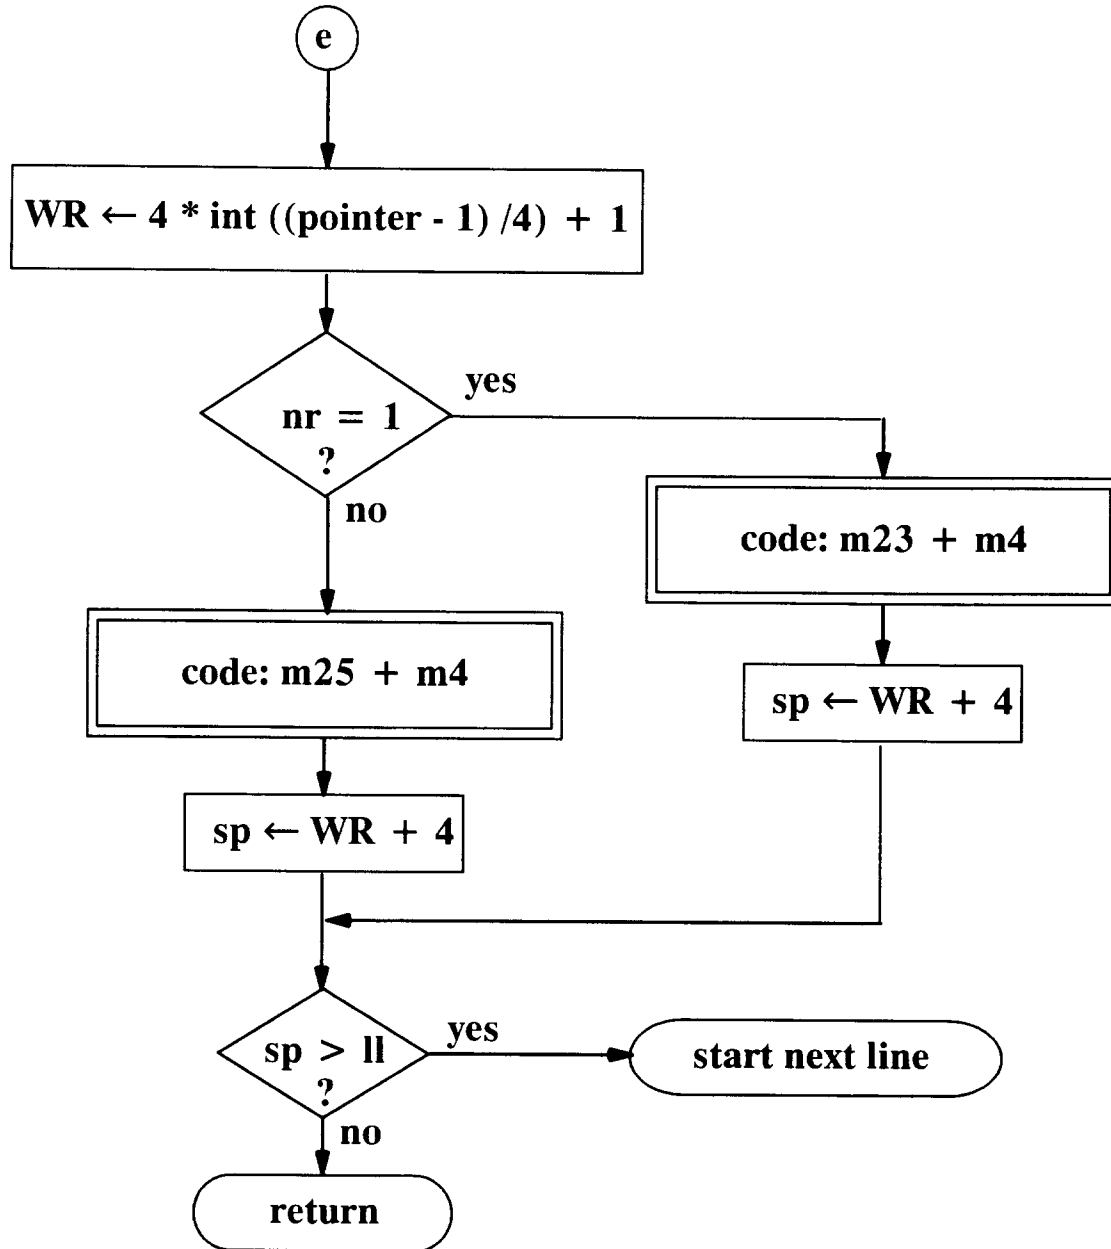 e
WR ← 4 * int ((pointer - 1) /4) + 1
nr = 1
?
yes
no
code: m23 + m4
sp ← WR + 4
code: m25 + m4
sp ← WR + 4
sp > ll
?
yes
start next line
no
return